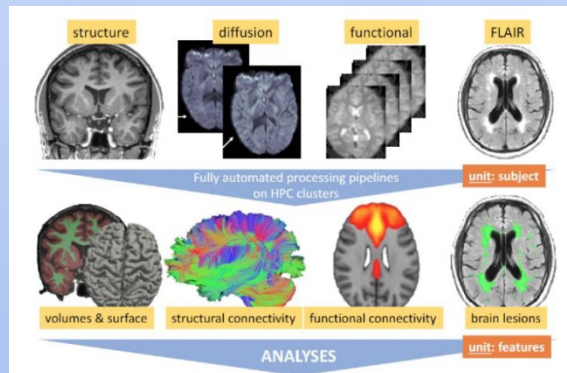 structure
diffusion
functional
FLAIR
Fully automated processing pipelines
on HPC clusters
unit: subject
volumes & surface
structural connectivity
functional connectivity
brain lesions
unit: features
ANALYSES